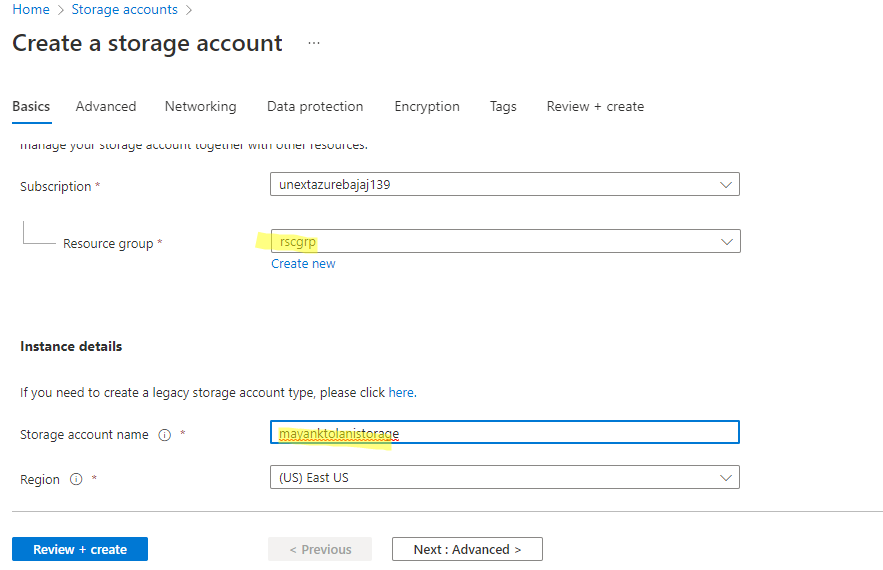 Home > Storage accounts >
Create a storage account ...
Basics Advanced Networking Data protection Encryption Tags Review + create
manage your storage account together with other resources.
Subscription * unextazurebajaj139
Resource group * rscgrp
Create new
Instance details
If you need to create a legacy storage account type, please click here.
Storage account name * mayanktolanistorage
Region * (US) East US
Review + create < Previous Next : Advanced >